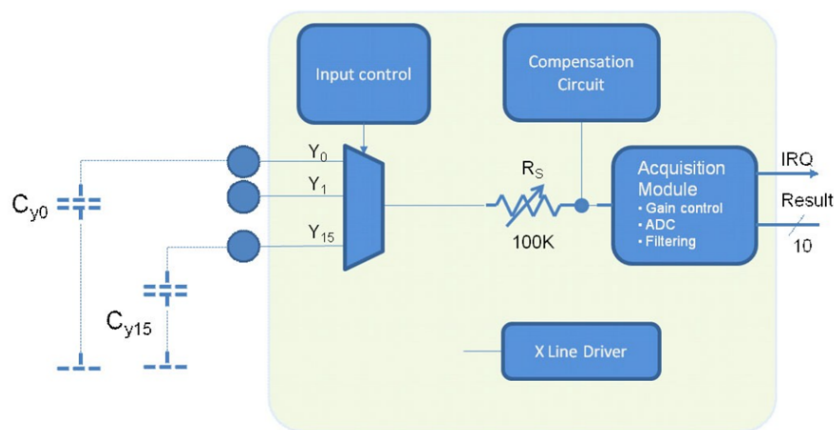 Input control
Compensation
Circuit
Y0
Y1
Y15
Cy0
Cy15
RS
100K
Acquisition
Module
• Gain control
• ADC
• Filtering
IRQ
Result
10
X Line Driver